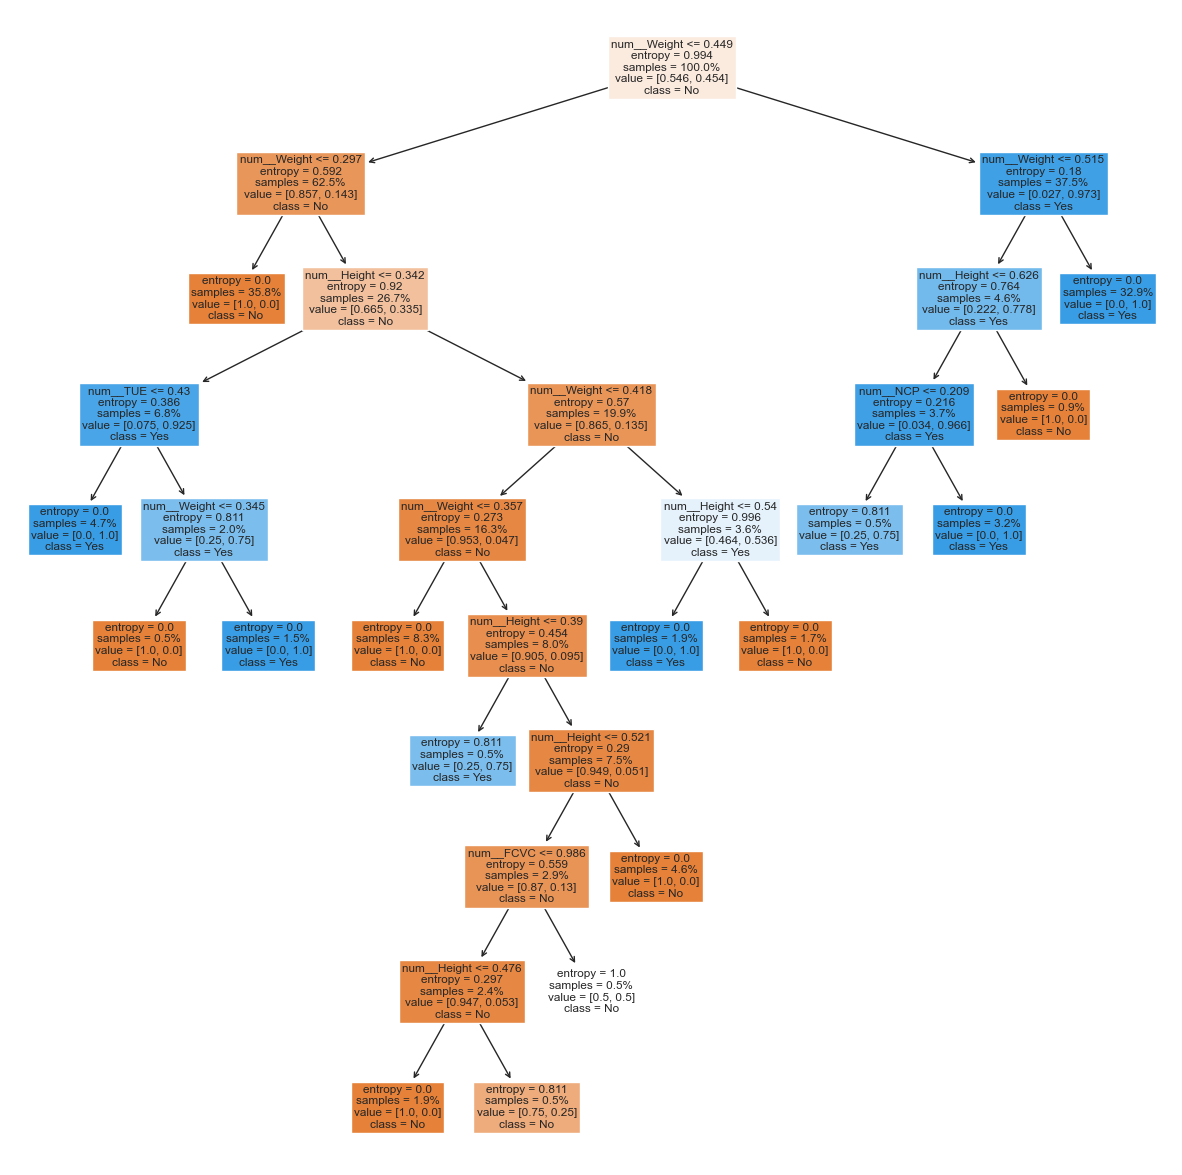 num__Weight <= 0.449
entropy = 0.994
samples = 100.0%
value = [0.546, 0.454]
class = No
num__Weight <= 0.297
entropy = 0.592
samples = 62.5%
value = [0.857, 0.143]
class = No
num__Weight <= 0.515
entropy = 0.18
samples = 37.5%
value = [0.027, 0.973]
class = Yes
entropy = 0.0
samples = 35.8%
value = [1.0, 0.0]
class = No
num__Height <= 0.342
entropy = 0.92
samples = 26.7%
value = [0.665, 0.335]
class = No
num__Height <= 0.626
entropy = 0.764
samples = 4.6%
value = [0.222, 0.778]
class = Yes
entropy = 0.0
samples = 32.9%
value = [0.0, 1.0]
class = Yes
num__TUE <= 0.43
entropy = 0.386
samples = 6.8%
value = [0.075, 0.925]
class = Yes
num__Weight <= 0.418
entropy = 0.57
samples = 19.9%
value = [0.865, 0.135]
class = No
num__NCP <= 0.209
entropy = 0.216
samples = 3.7%
value = [0.034, 0.966]
class = Yes
entropy = 0.0
samples = 0.9%
value = [1.0, 0.0]
class = No
entropy = 0.0
samples = 4.7%
value = [0.0, 1.0]
class = Yes
num__Weight <= 0.345
entropy = 0.811
samples = 2.0%
value = [0.25, 0.75]
class = Yes
num__Weight <= 0.357
entropy = 0.273
samples = 16.3%
value = [0.953, 0.047]
class = No
num__Height <= 0.54
entropy = 0.996
samples = 3.6%
value = [0.464, 0.536]
class = Yes
entropy = 0.811
samples = 0.5%
value = [0.25, 0.75]
class = Yes
entropy = 0.0
samples = 3.2%
value = [0.0, 1.0]
class = Yes
entropy = 0.0
samples = 0.5%
value = [1.0, 0.0]
class = No
entropy = 0.0
samples = 1.5%
value = [0.0, 1.0]
class = Yes
entropy = 0.0
samples = 8.3%
value = [1.0, 0.0]
class = No
num__Height <= 0.39
entropy = 0.454
samples = 8.0%
value = [0.905, 0.095]
class = No
entropy = 0.0
samples = 1.9%
value = [0.0, 1.0]
class = Yes
entropy = 0.0
samples = 1.7%
value = [1.0, 0.0]
class = No
entropy = 0.811
samples = 0.5%
value = [0.25, 0.75]
class = Yes
num__Height <= 0.521
entropy = 0.29
samples = 7.5%
value = [0.949, 0.051]
class = No
num__FCVC <= 0.986
entropy = 0.559
samples = 2.9%
value = [0.87, 0.13]
class = No
entropy = 0.0
samples = 4.6%
value = [1.0, 0.0]
class = No
num__Height <= 0.476
entropy = 0.297
samples = 2.4%
value = [0.947, 0.053]
class = No
entropy = 1.0
samples = 0.5%
value = [0.5, 0.5]
class = No
entropy = 0.0
samples = 1.9%
value = [1.0, 0.0]
class = No
entropy = 0.811
samples = 0.5%
value = [0.75, 0.25]
class = No